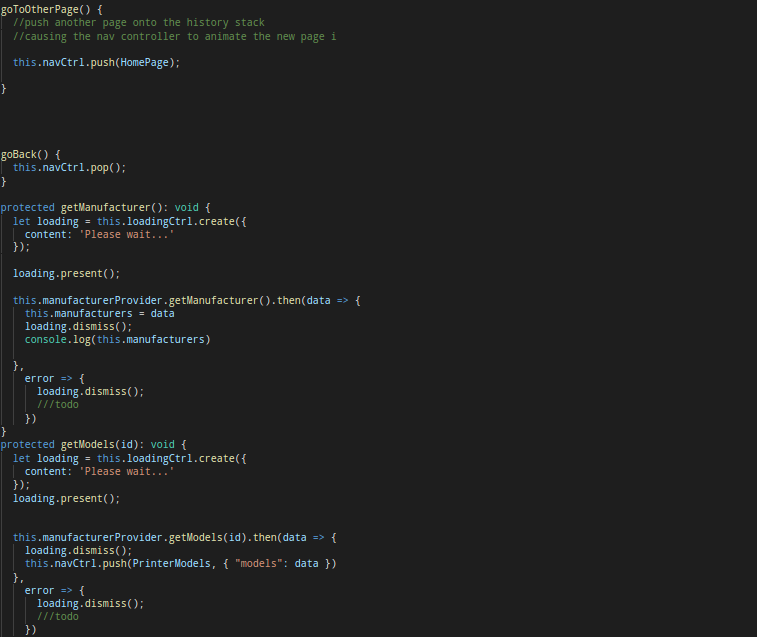 goToOtherPage() {
//push another page onto the history stack
//causing the nav controller to animate the new page i
this.navCtrl.push(HomePage);
}
goBack() {
this.navCtrl.pop();
}
protected getManufacturer(): void {
let loading = this.loadingCtrl.create({
content: 'Please wait...'
});
loading.present();
this.manufacturerProvider.getManufacturer().then(data => {
this.manufacturers = data
loading.dismiss();
console.log(this.manufacturers)
},
error => {
loading.dismiss();
///todo
})
}
protected getModels(id): void {
let loading = this.loadingCtrl.create({
content: 'Please wait...'
});
loading.present();
this.manufacturerProvider.getModels(id).then(data => {
loading.dismiss();
this.navCtrl.push(PrinterModels, { "models": data })
},
error => {
loading.dismiss();
///todo
})